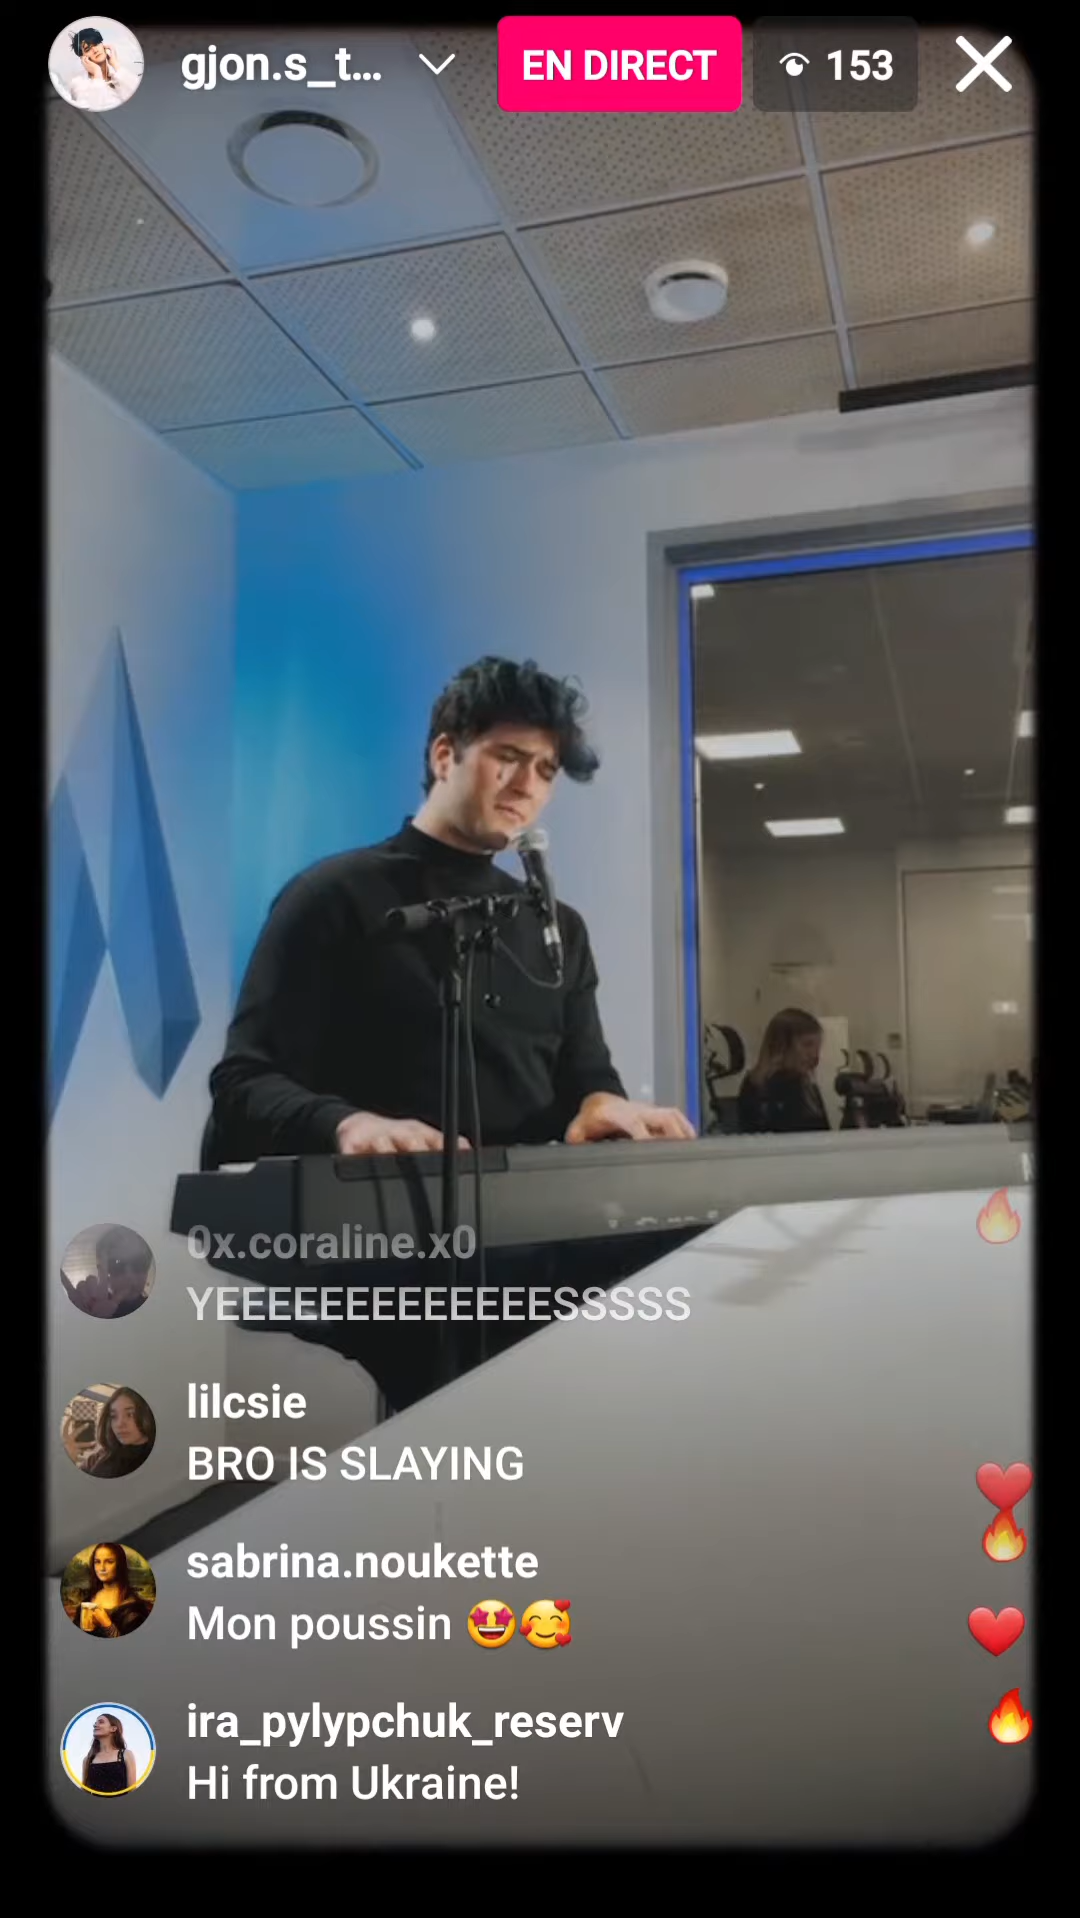 gjon.s_t...
EN DIRECT
153
0x.coraline.x0
YEEEEEEEEEEEEESSSSS
lilcsie
BRO IS SLAYING
sabrina.noukette
Mon poussin 🤩🥰
ira_pylypchuk_reserv
Hi from Ukraine!